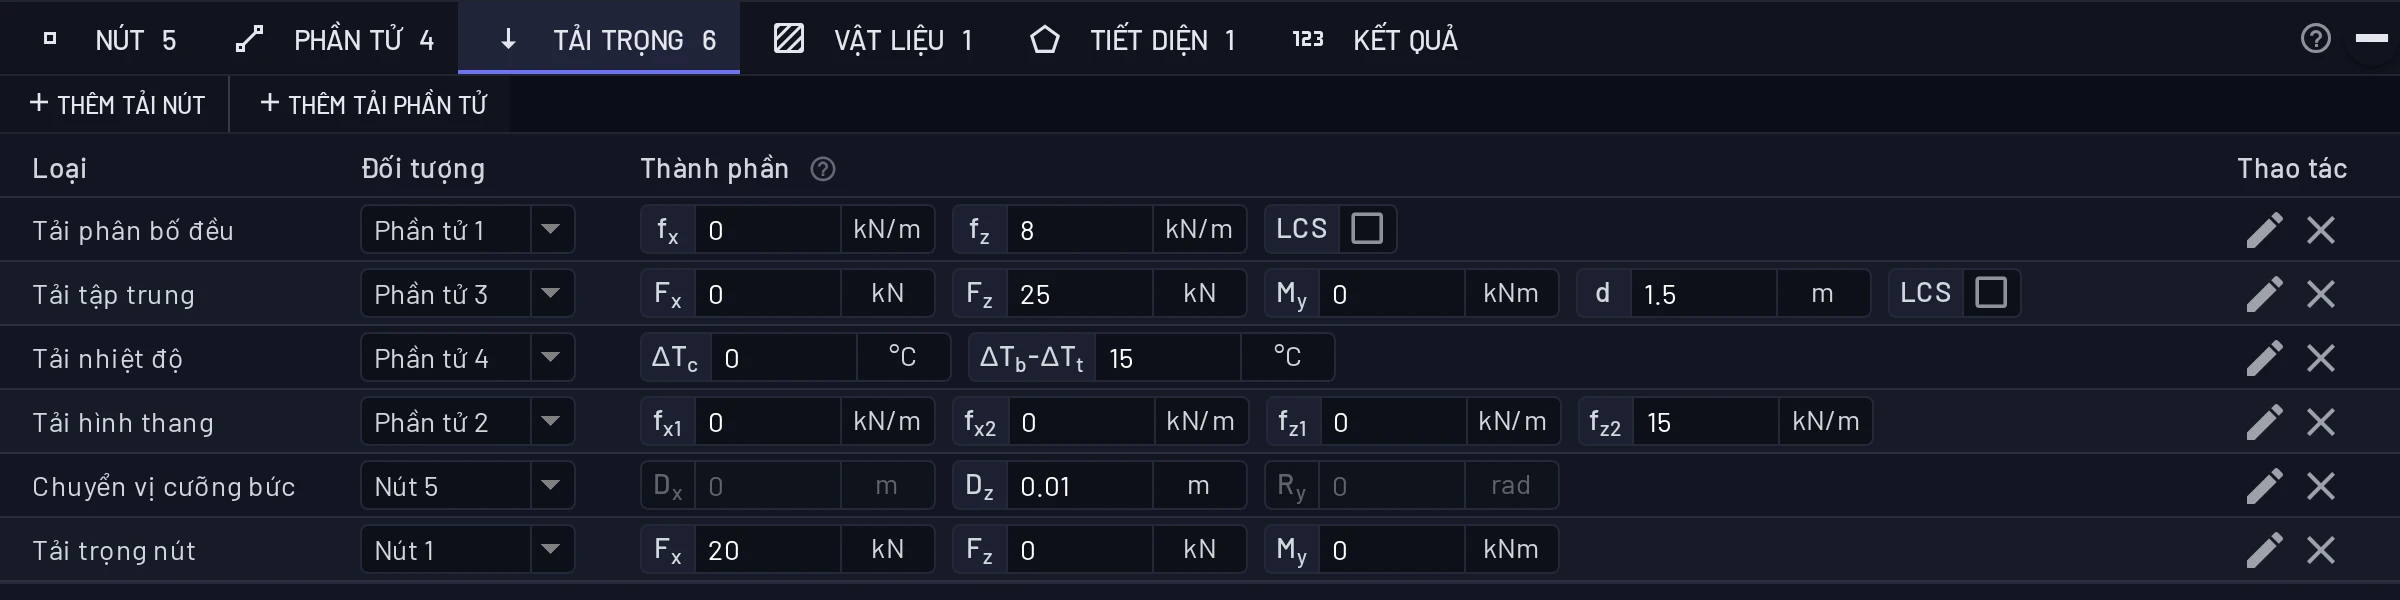 NÚT 5 PHẦN TỬ 4 TẢI TRỌNG 6 VẬT LIỆU 1 TIẾT DIỆN 1 123 KẾT QUẢ ?
+ THÊM TẢI NÚT + THÊM TẢI PHẦN TỬ
Loại Đối tượng Thành phần ? Thao tác
Tải phân bố đều Phần tử 1 fx 0 kN/m fz 8 kN/m LCS
Tải tập trung Phần tử 3 Fx 0 kN Fz 25 kN My 0 kNm d 1.5 m LCS
Tải nhiệt độ Phần tử 4 ΔTc 0 °C ΔTb-ΔTt 15 °C
Tải hình thang Phần tử 2 fx1 0 kN/m fx2 0 kN/m fz1 0 kN/m fz2 15 kN/m
Chuyển vị cưỡng bức Nút 5 Dx 0 m Dz 0.01 m Ry 0 rad
Tải trọng nút Nút 1 Fx 20 kN Fz 0 kN My 0 kNm